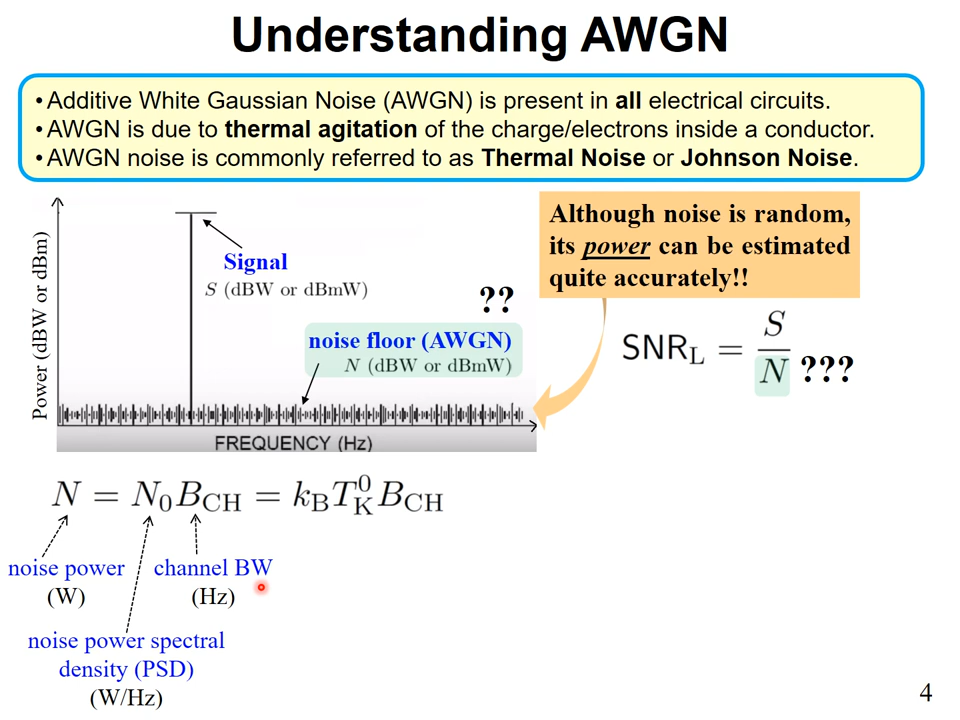 Understanding AWGN
• Additive White Gaussian Noise (AWGN) is present in all electrical circuits.
• AWGN is due to thermal agitation of the charge/electrons inside a conductor.
• AWGN noise is commonly referred to as Thermal Noise or Johnson Noise.
Although noise is random,
its power can be estimated
quite accurately!!
Power (dBW or dBm)
Signal
S (dBW or dBmW)
??
noise floor (AWGN)
N (dBW or dBmW)
FREQUENCY (Hz)
SNR_L = S/N ???
N = N_0 B_CH = k_B T_K^0 B_CH
noise power
(W)
channel BW
(Hz)
noise power spectral
density (PSD)
(W/Hz)
4